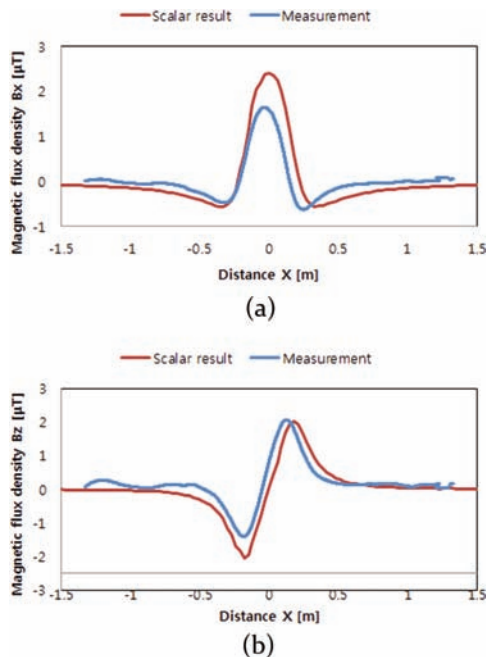 Scalar result Measurement
Magnetic flux density Bx [µT]
3
2
1
0
-1
-1.5 -1 -0.5 0 0.5 1 1.5
Distance X [m]
(a)
Scalar result Measurement
Magnetic flux density Bz [µT]
3
2
1
0
-1
-2
-3
-1.5 -1 -0.5 0 0.5 1 1.5
Distance X [m]
(b)